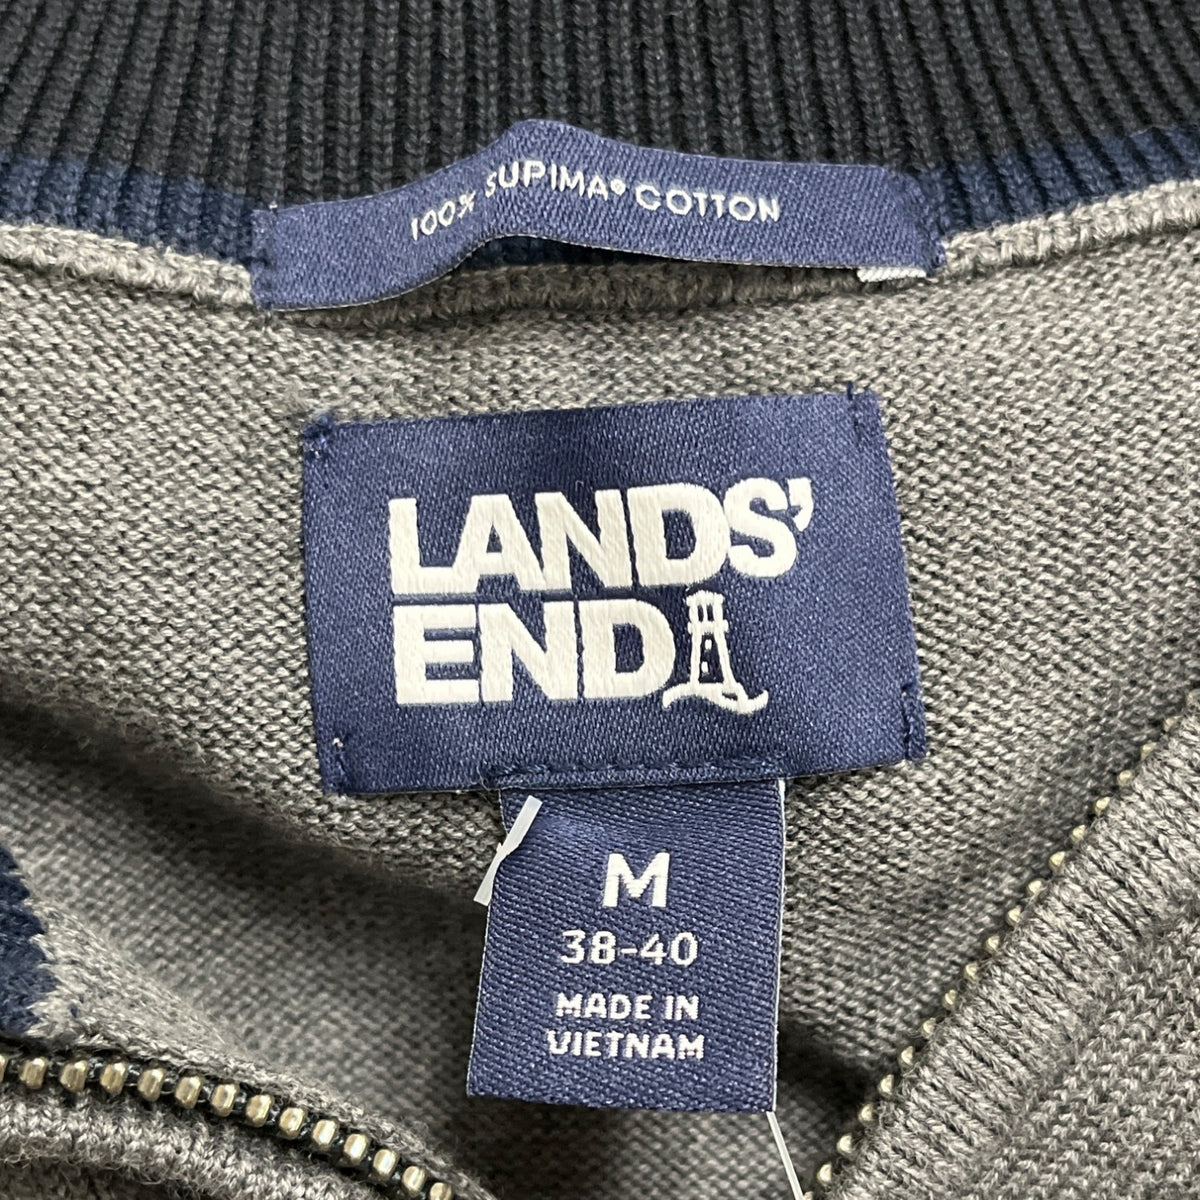 100% SUPIMA® COTTON
LANDS'
END
M
38-40
MADE IN
VIETNAM